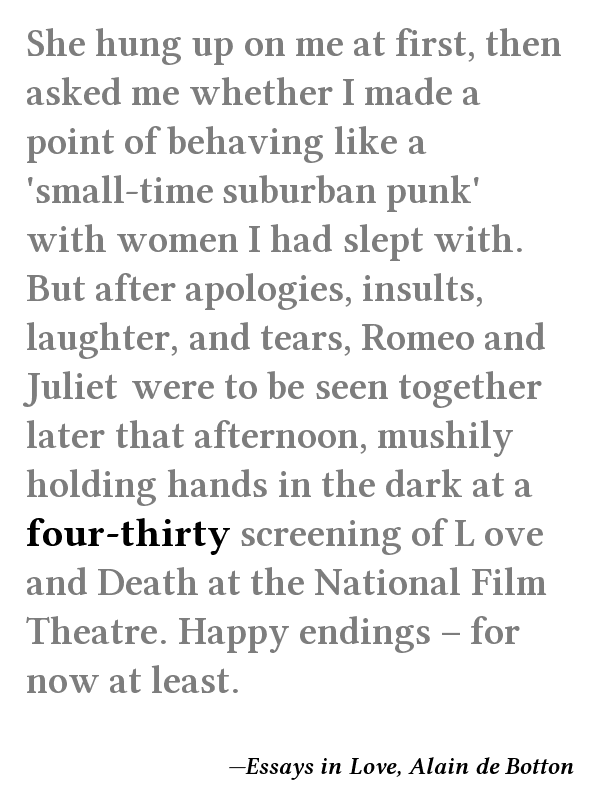 She hung up on me at first, then
asked me whether I made a
point of behaving like a
'small-time suburban punk'
with women I had slept with.
But after apologies, insults,
laughter, and tears, Romeo and
Juliet were to be seen together
later that afternoon, mushily
holding hands in the dark at a
four-thirty screening of L ove
and Death at the National Film
Theatre. Happy endings – for
now at least.
—Essays in Love, Alain de Botton